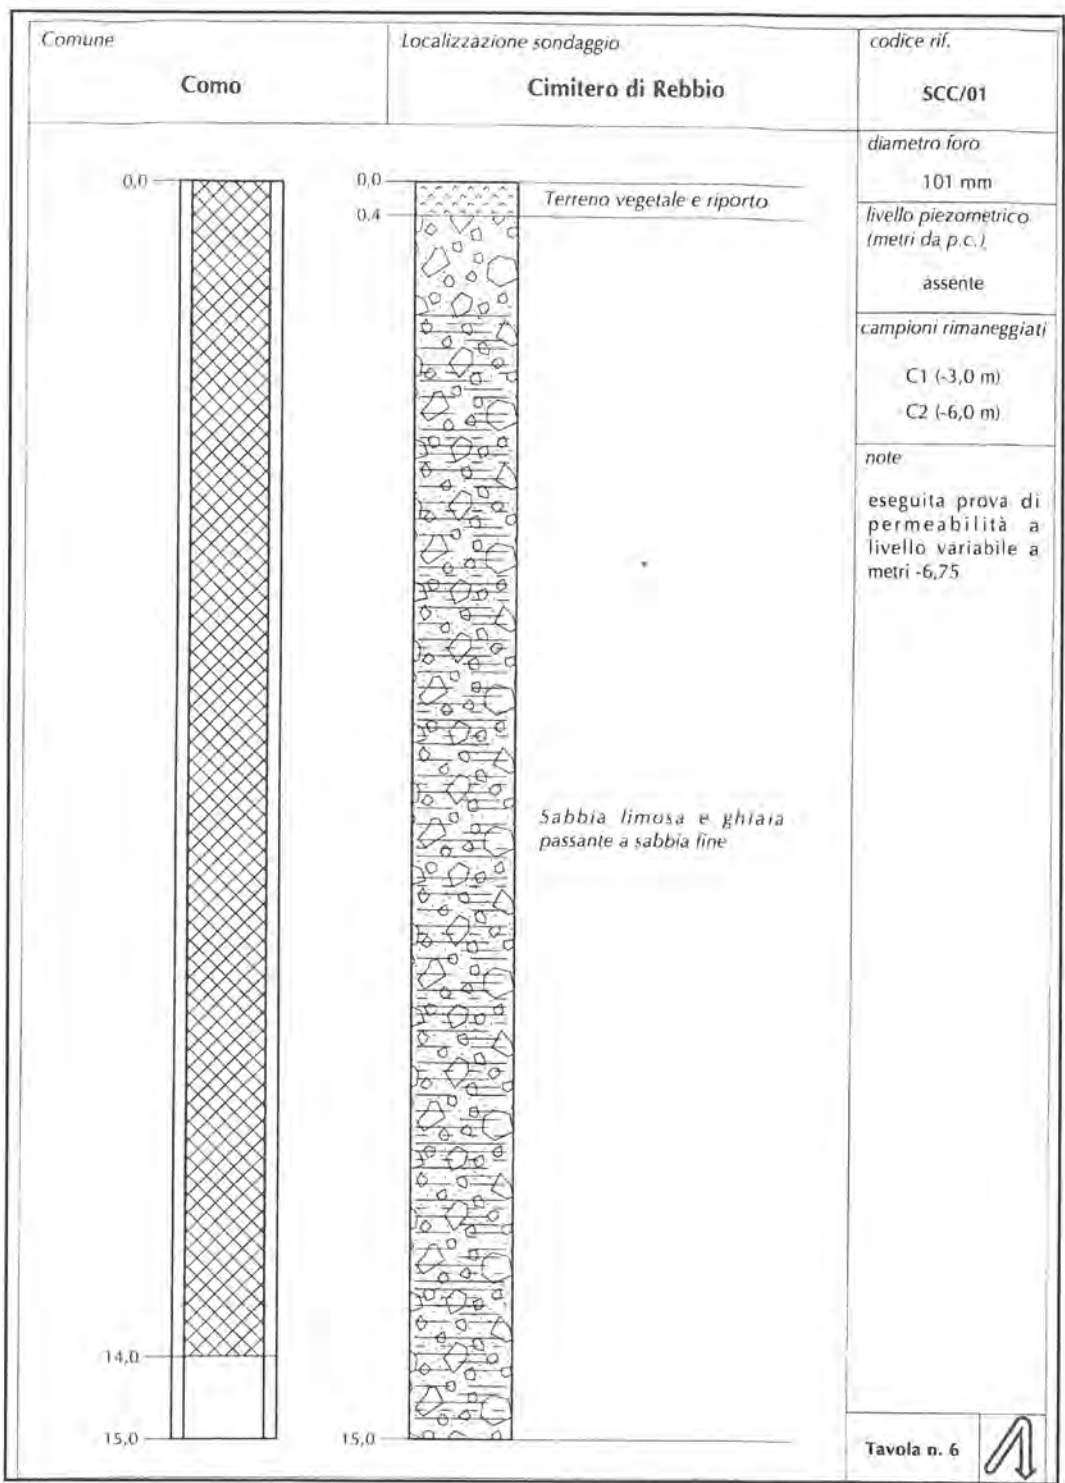 Comune
Como
Localizzazione sondaggio
Cimitero di Rebbio
codice rif.
SCC/01
diametro foro
101 mm
livello piezometrico
(metri da p.c.)
assente
campioni rimaneggiati
C1 (-3,0 m)
C2 (-6,0 m)
note
eseguita prova di
permeabilità a
livello variabile a
metri -6,75
0,0
14,0
15,0
0,0
0.4
15,0
Terreno vegetale e riporto
Sabbia limosa e ghiaia
passante a sabbia fine
Tavola n. 6